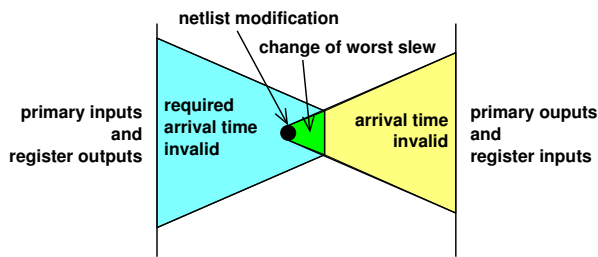 netlist modification
change of worst slew
primary inputs
and
register outputs
required
arrival time
invalid
arrival time
invalid
primary ouputs
and
register inputs